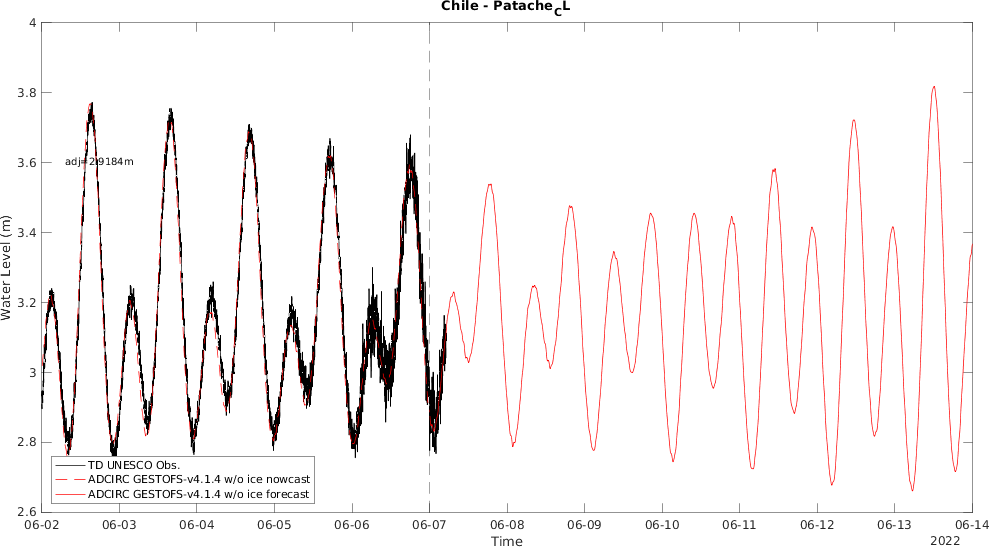 Chile - Patache_CL
4
3.8
3.6
3.4
3.2
3
2.8
2.6
Water Level (m)
adj=2.9184m
TD UNESCO Obs.
ADCIRC GESTOFS-v4.1.4 w/o ice nowcast
ADCIRC GESTOFS-v4.1.4 w/o ice forecast
06-02 06-03 06-04 06-05 06-06 06-07 06-08 06-09 06-10 06-11 06-12 06-13 06-14
Time
2022